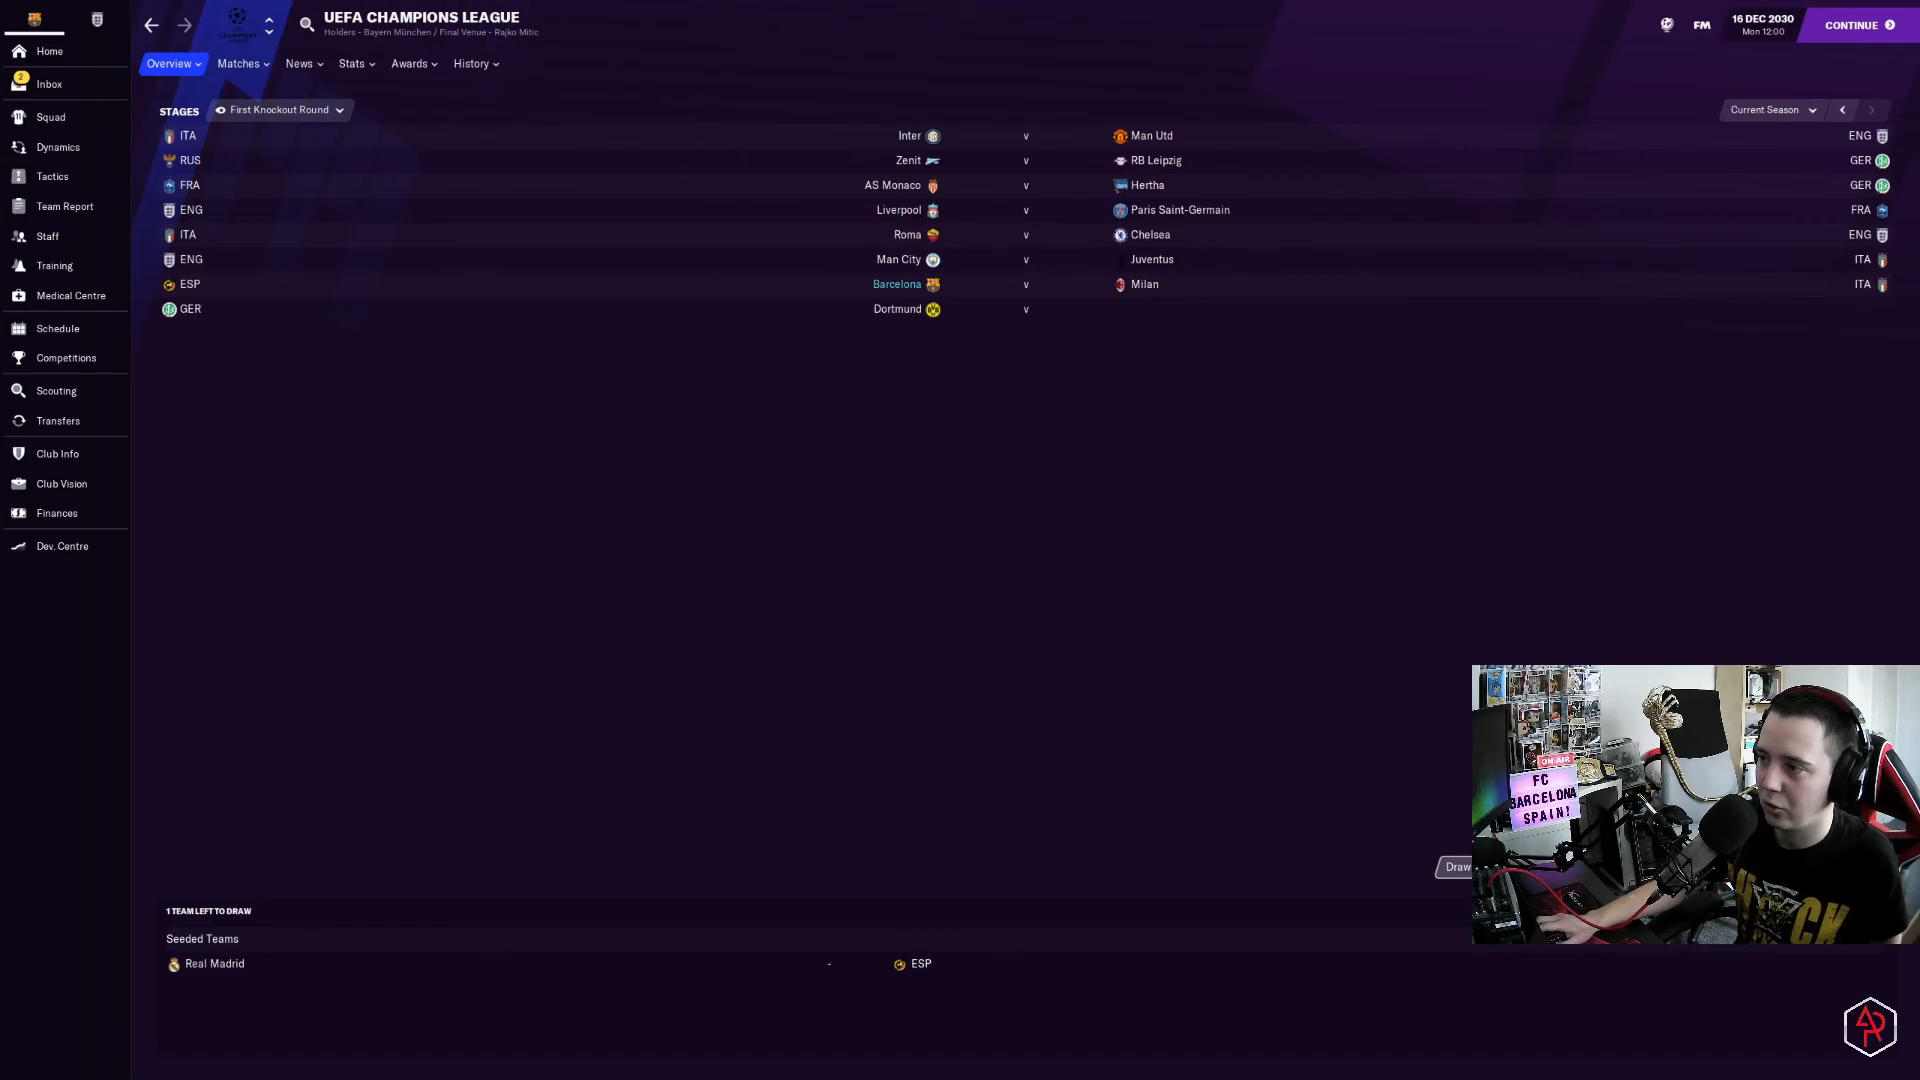 UEFA CHAMPIONS LEAGUE
Holders - Bayern München / Final Venue - Rajko Mitic
FM
16 DEC 2030
Mon 12:00
CONTINUE
Home
2
Inbox
Squad
Dynamics
Tactics
Team Report
Staff
Training
Medical Centre
Schedule
Competitions
Scouting
Transfers
Club Info
Club Vision
Finances
Dev. Centre
Overview Matches News Stats Awards History
STAGES First Knockout Round Current Season
ITA Inter v Man Utd ENG
RUS Zenit v RB Leipzig GER
FRA AS Monaco v Hertha GER
ENG Liverpool v Paris Saint-Germain FRA
ITA Roma v Chelsea ENG
ENG Man City v Juventus ITA
ESP Barcelona v Milan ITA
GER Dortmund v
Draw
1 TEAM LEFT TO DRAW
Seeded Teams
Real Madrid - ESP
ON AIR
FC
BARCELONA
SPAIN!